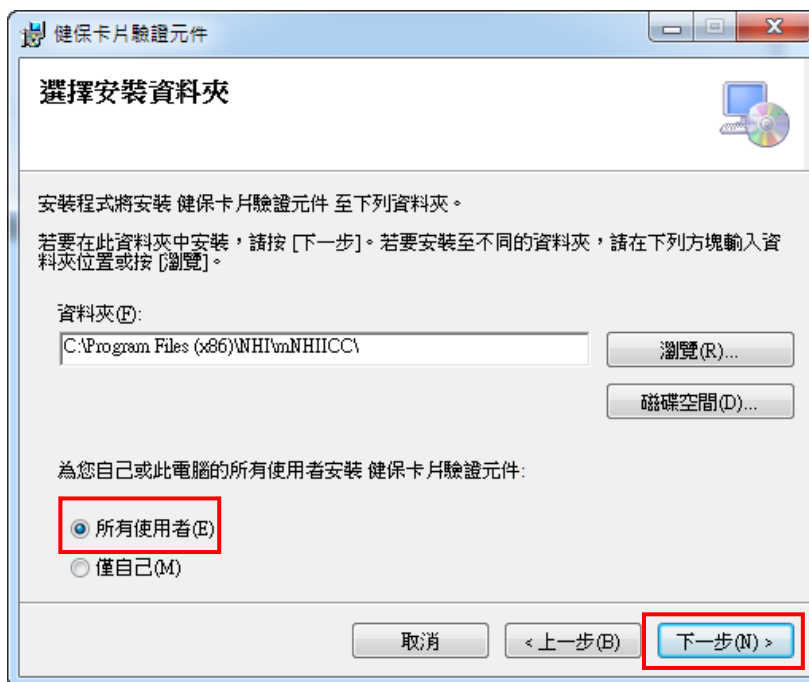 健保卡片驗證元件
選擇安裝資料夾
安裝程式將安裝 健保卡片驗證元件 至下列資料夾。
若要在此資料夾中安裝，請按 [下一步]。若要安裝至不同的資料夾，請在下列方塊輸入資
料夾位置或按 [瀏覽]。
資料夾(F):
C:\Program Files (x86)\NHI\mNHIICC\
瀏覽(R)...
磁碟空間(D)...
為您自己或此電腦的所有使用者安裝 健保卡片驗證元件:
所有使用者(E)
僅自己(M)
取消
<上一步(B)
下一步(N) >